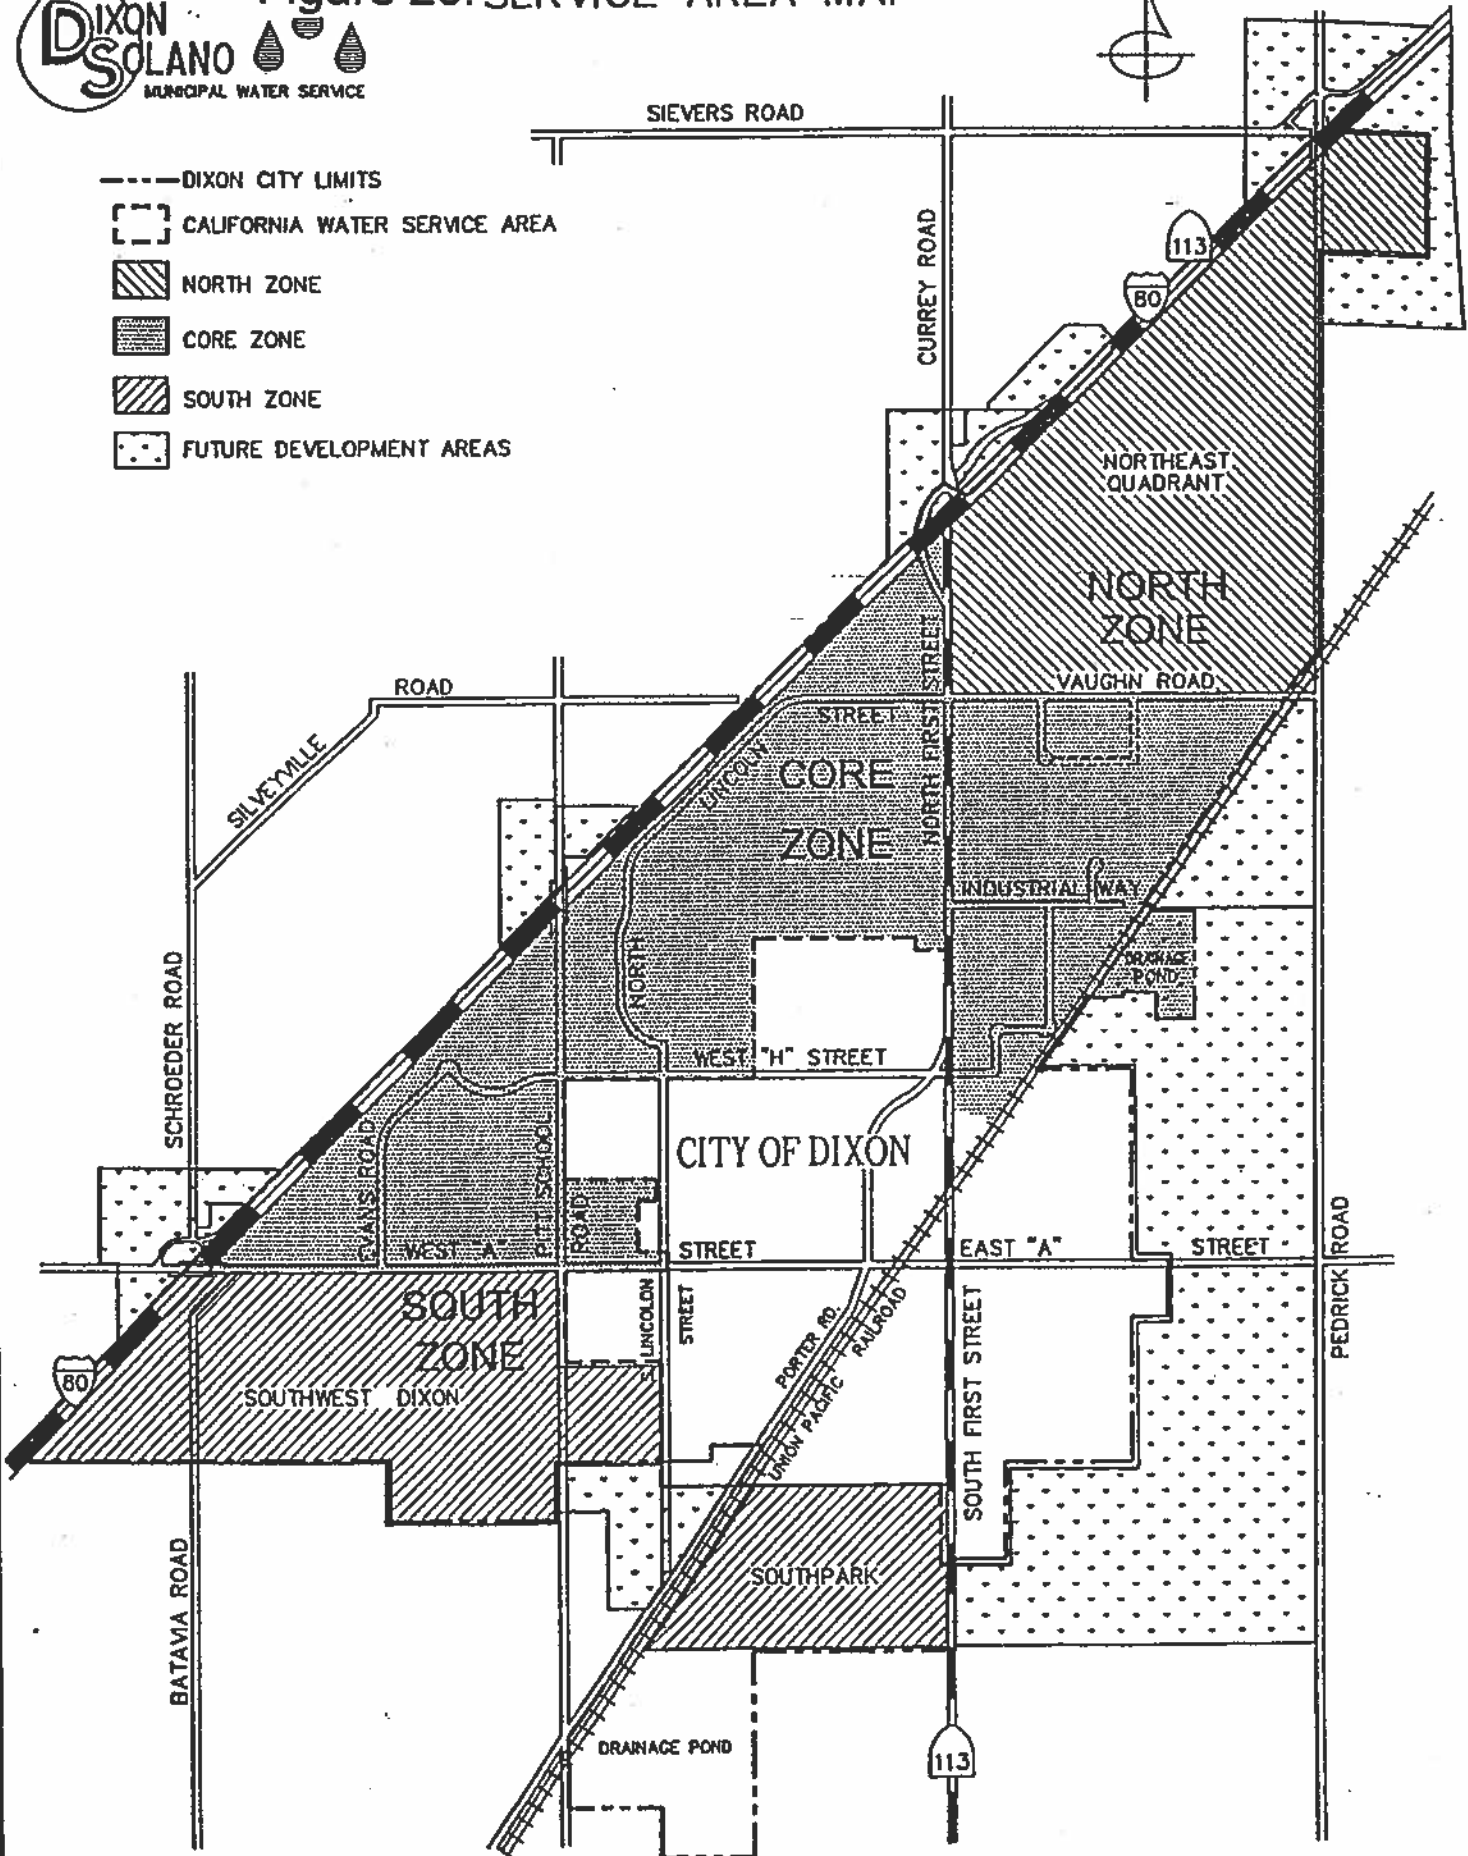 Figure 2
SERVICE AREA MAP
DIXON
SOLANO
MUNICIPAL WATER SERVICE
DIXON CITY LIMITS
CALIFORNIA WATER SERVICE AREA
NORTH ZONE
CORE ZONE
SOUTH ZONE
FUTURE DEVELOPMENT AREAS
SIEVERS ROAD
CURREY ROAD
113
80
NORTHEAST
QUADRANT
NORTH
ZONE
VAUGHN ROAD
ROAD
SILVEYVILLE
STREET
LINCOLN
NORTH FIRST STREET
CORE
ZONE
INDUSTRIAL WAY
DRAINAGE
POND
NORTH
SCHROEDER ROAD
WEST "H" STREET
CITY OF DIXON
EVANS ROAD
PITT SCHOOL
ROAD
WEST "A"
STREET
EAST "A"
STREET
PEDRICK ROAD
SOUTH
ZONE
S. LINCOLON
STREET
PORTER RD.
UNION PACIFIC
RAILROAD
SOUTH FIRST STREET
80
SOUTHWEST DIXON
SOUTHPARK
BATAVIA ROAD
DRAINAGE POND
113